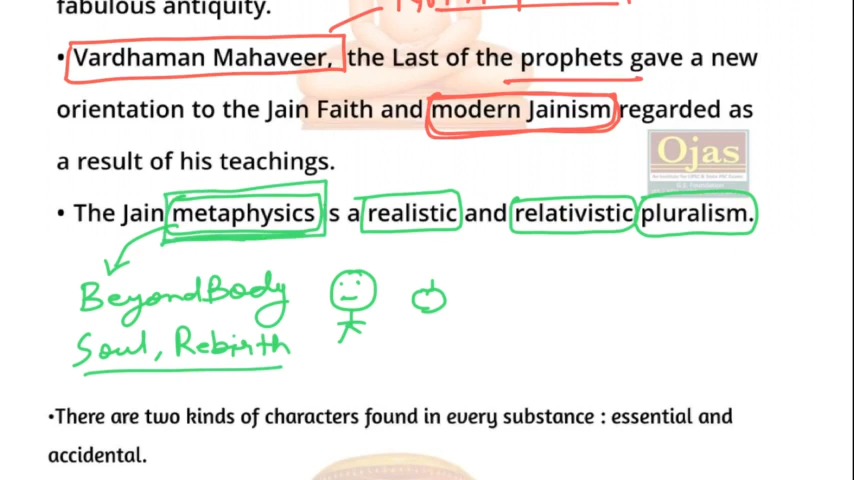 fabulous antiquity.
• Vardhaman Mahaveer, the Last of the prophets gave a new
orientation to the Jain Faith and modern Jainism regarded as
a result of his teachings.
Ojas
• The Jain metaphysics is a realistic and relativistic pluralism.
Beyond Body
Soul, Rebirth
•There are two kinds of characters found in every substance : essential and
accidental.